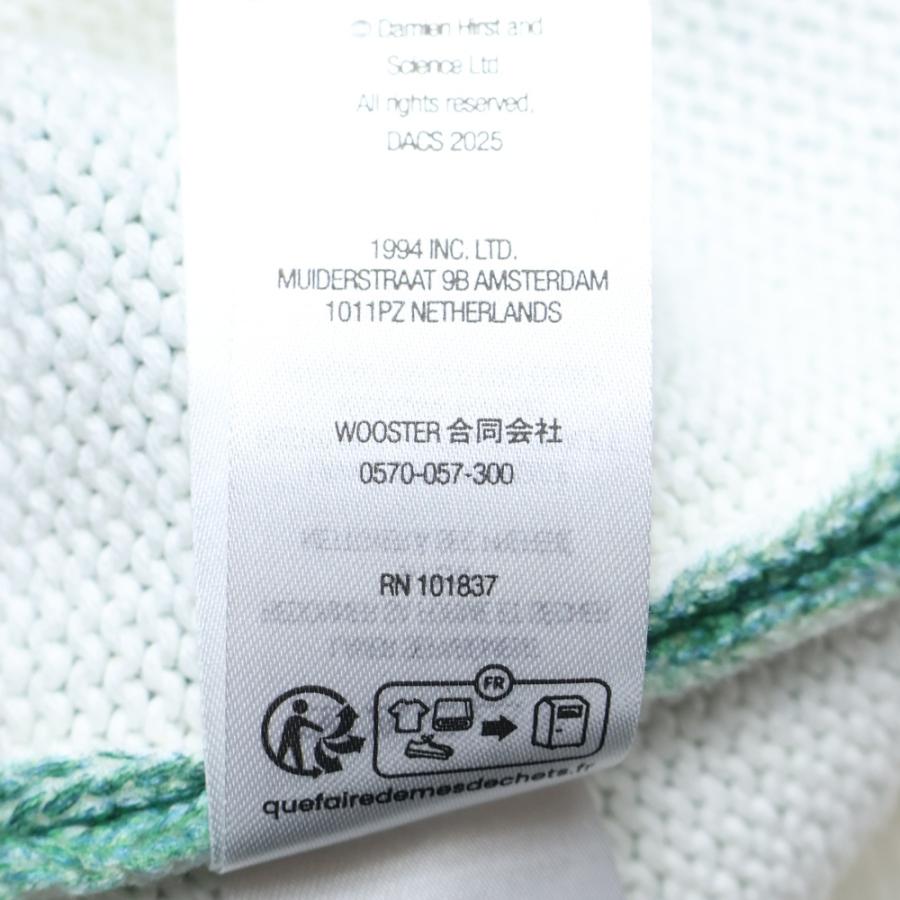 © Damien Hirst and
Science Ltd.
All rights reserved,
DACS 2025
1994 INC. LTD.
MUIDERSTRAAT 9B AMSTERDAM
1011PZ NETHERLANDS
WOOSTER 合同会社
0570-057-300
RN 101837
FR
quefairedemesdechets.fr